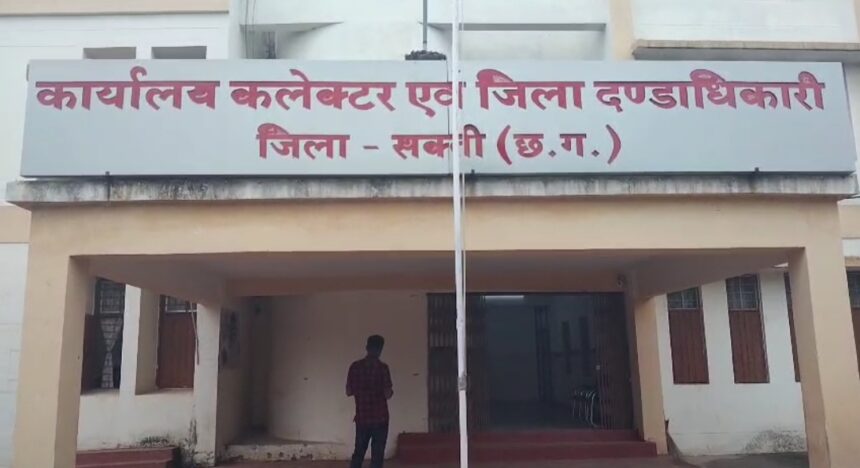 कार्यालय कलेक्टर एवं जिला दण्डाधिकारी
जिला - सक्ती (छ.ग.)